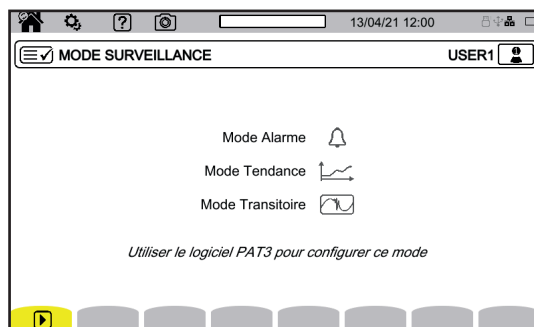 13/04/21 12:00
MODE SURVEILLANCE
USER1
Mode Alarme
Mode Tendance
Mode Transitoire
Utiliser le logiciel PAT3 pour configurer ce mode